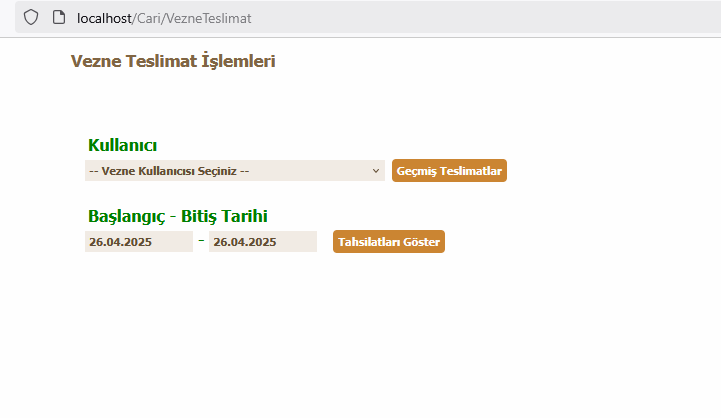 localhost/Cari/VezneTeslimat
Vezne Teslimat İşlemleri
Kullanıcı
-- Vezne Kullanıcısı Seçiniz -- Geçmiş Teslimatlar
Başlangıç - Bitiş Tarihi
26.04.2025 - 26.04.2025 Tahsilatları Göster